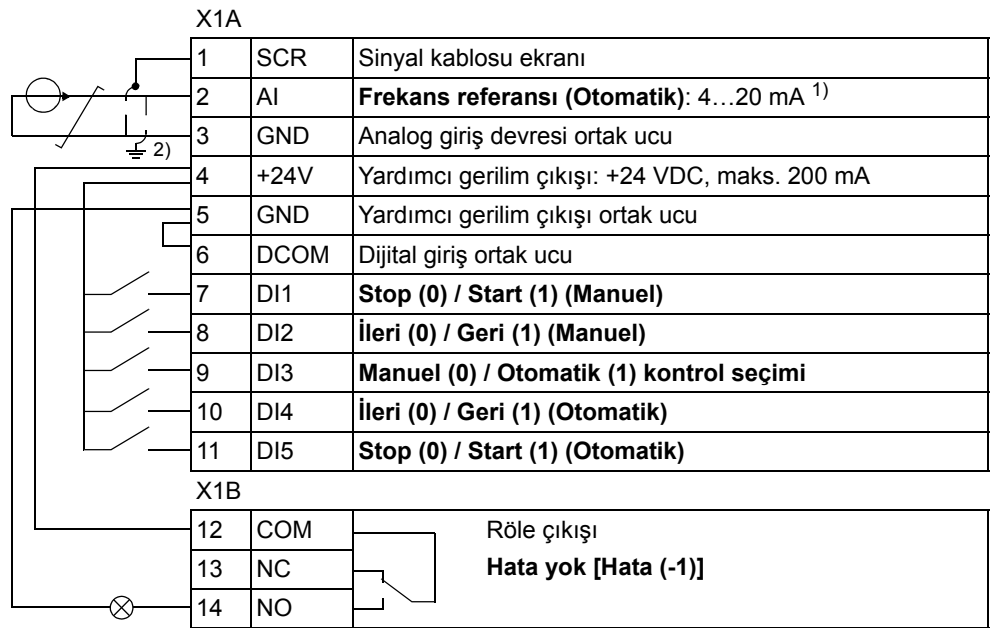 X1A
1 SCR Sinyal kablosu ekranı
2 AI Frekans referansı (Otomatik): 4…20 mA 1)
3 GND Analog giriş devresi ortak ucu
2)
4 +24V Yardımcı gerilim çıkışı: +24 VDC, maks. 200 mA
5 GND Yardımcı gerilim çıkışı ortak ucu
6 DCOM Dijital giriş ortak ucu
7 DI1 Stop (0) / Start (1) (Manuel)
8 DI2 İleri (0) / Geri (1) (Manuel)
9 DI3 Manuel (0) / Otomatik (1) kontrol seçimi
10 DI4 İleri (0) / Geri (1) (Otomatik)
11 DI5 Stop (0) / Start (1) (Otomatik)
X1B
12 COM Röle çıkışı
13 NC Hata yok [Hata (-1)]
14 NO